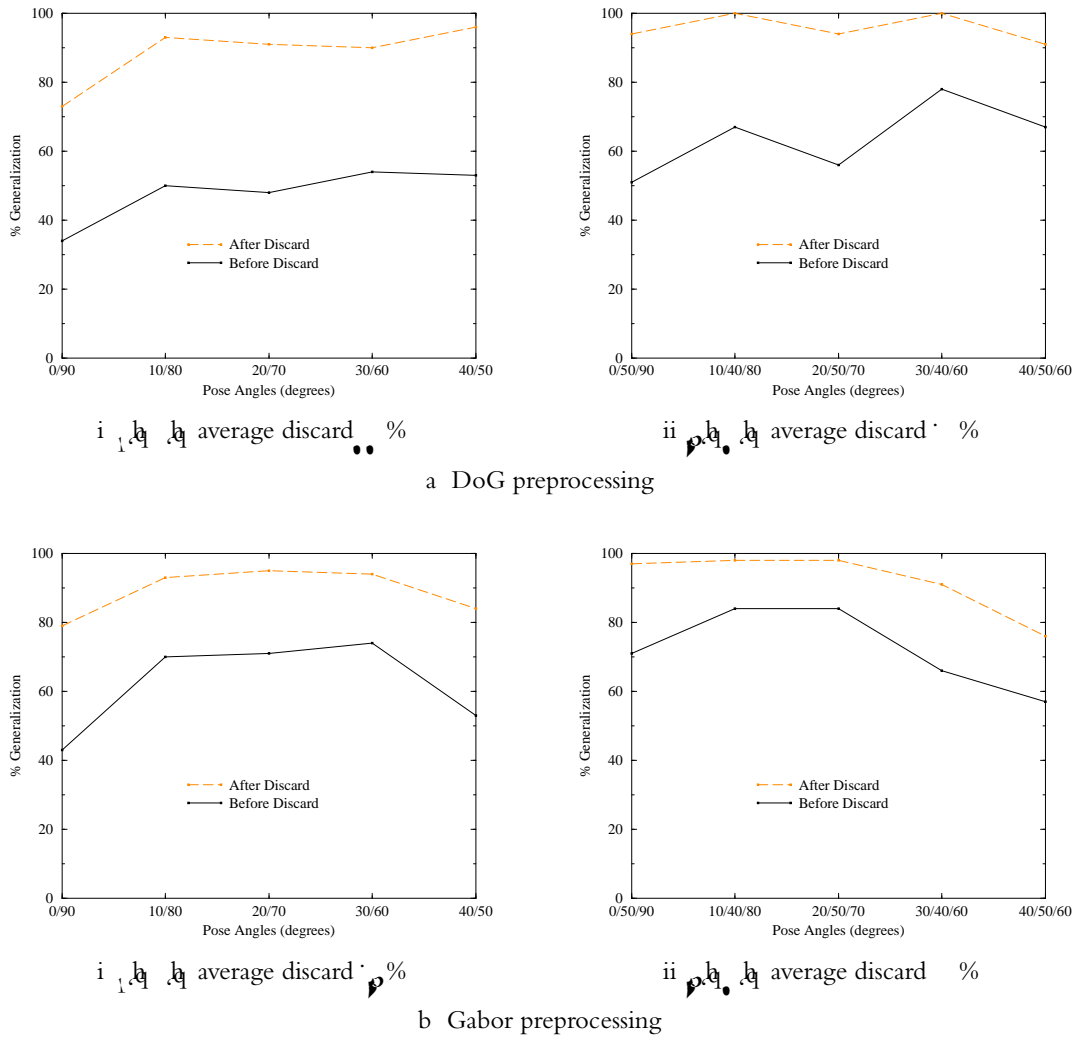 100
80
60
40
20
0
% Generalization
After Discard
Before Discard
0/90 10/80 20/70 30/60 40/50
Pose Angles (degrees)
i average discard %
100
80
60
40
20
0
% Generalization
After Discard
Before Discard
0/50/90 10/40/80 20/50/70 30/40/60 40/50/60
Pose Angles (degrees)
ii average discard %
a DoG preprocessing
100
80
60
40
20
0
% Generalization
After Discard
Before Discard
0/90 10/80 20/70 30/60 40/50
Pose Angles (degrees)
i average discard %
100
80
60
40
20
0
% Generalization
After Discard
Before Discard
0/50/90 10/40/80 20/50/70 30/40/60 40/50/60
Pose Angles (degrees)
ii average discard %
b Gabor preprocessing